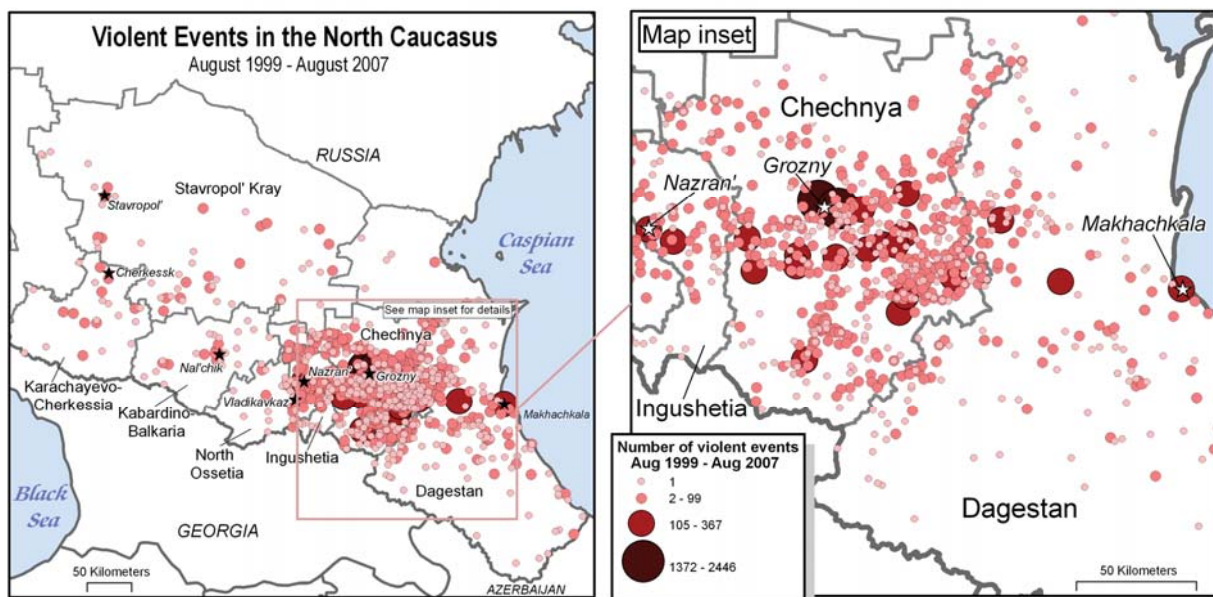 Violent Events in the North Caucasus
August 1999 - August 2007
RUSSIA
Stavropol' Kray
Stavropol'
Caspian
Sea
Cherkessk
See map inset for details
Chechnya
Nal'chik
Nazran'
Grozny
Karachayevo-
Cherkessia
Vladikavkaz
Makhachkala
Kabardino-
Balkaria
North
Ossetia
Ingushetia
Dagestan
Black
Sea
GEORGIA
50 Kilometers
AZERBAIJAN
Map inset
Chechnya
Grozny
Nazran'
Makhachkala
Ingushetia
Number of violent events
Aug 1999 - Aug 2007
1
2 - 99
105 - 367
1372 - 2446
Dagestan
50 Kilometers